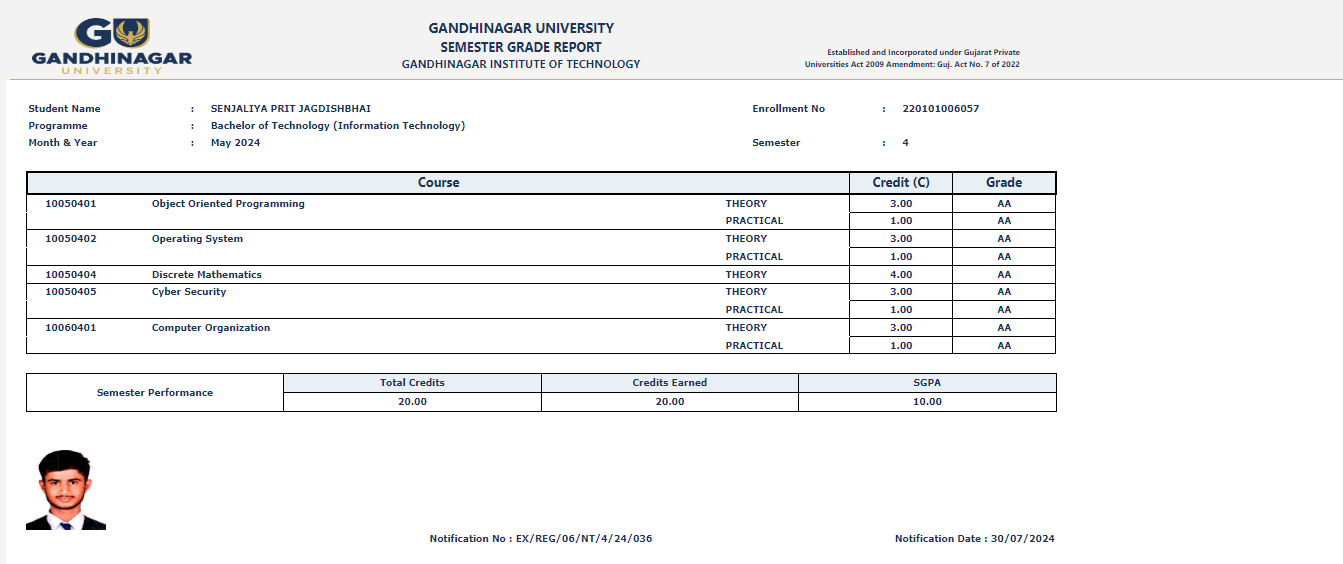 GU
GANDHINAGAR
UNIVERSITY
GANDHINAGAR UNIVERSITY
SEMESTER GRADE REPORT
GANDHINAGAR INSTITUTE OF TECHNOLOGY
Established and Incorporated under Gujarat Private
Universities Act 2009 Amendment: Guj. Act No. 7 of 2022
Student Name : SENJALIYA PRIT JAGDISHBHAI Enrollment No : 220101006057
Programme : Bachelor of Technology (Information Technology)
Month & Year : May 2024 Semester : 4
Course Credit (C) Grade
10050401 Object Oriented Programming THEORY 3.00 AA
PRACTICAL 1.00 AA
10050402 Operating System THEORY 3.00 AA
PRACTICAL 1.00 AA
10050404 Discrete Mathematics THEORY 4.00 AA
10050405 Cyber Security THEORY 3.00 AA
PRACTICAL 1.00 AA
10060401 Computer Organization THEORY 3.00 AA
PRACTICAL 1.00 AA
Semester Performance Total Credits Credits Earned SGPA
20.00 20.00 10.00
Notification No : EX/REG/06/NT/4/24/036 Notification Date : 30/07/2024